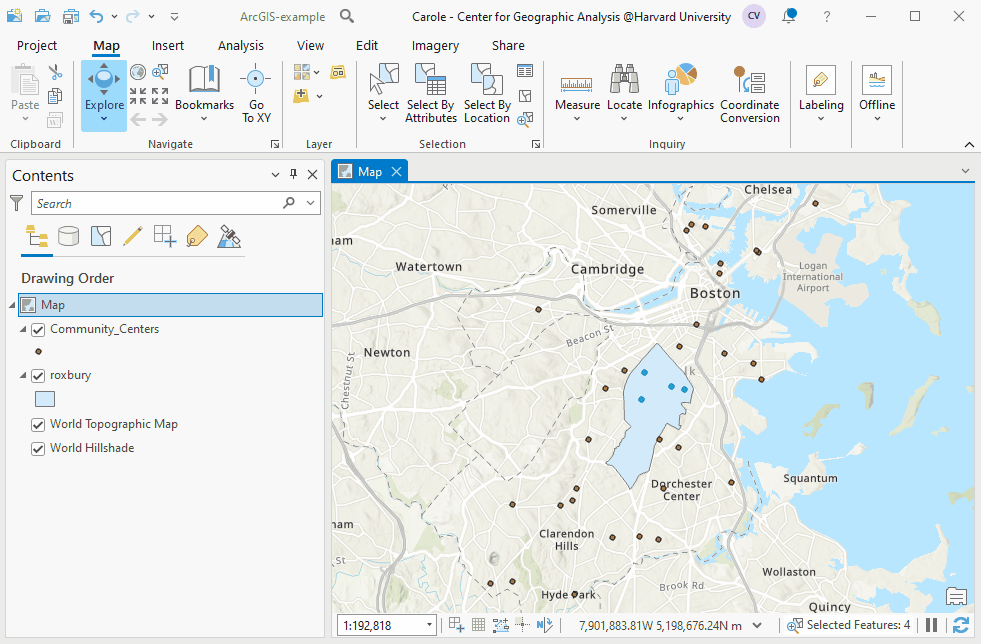 ArcGIS-example
Carole - Center for Geographic Analysis @Harvard University
CV
?
Project
Map
Insert
Analysis
View
Edit
Imagery
Share
Paste
Explore
Bookmarks
Go
To XY
Select
Select By
Attributes
Select By
Location
Measure
Locate
Infographics
Coordinate
Conversion
Labeling
Offline
Clipboard
Navigate
Layer
Selection
Inquiry
Contents
Search
Drawing Order
Map
Community_Centers
roxbury
World Topographic Map
World Hillshade
Map
Chelsea
Somerville
am
Watertown
Cambridge
Logan
International
Airport
Boston
Beacon St
Newton
Chestnut St
lk
Dorchester
Center
Squantum
ham
Clarendon
Hills
St
Wollaston
Brook Rd
Hyde Park
Quincy
1:192,818
7,901,883.81W 5,198,676.24N m
Selected Features: 4